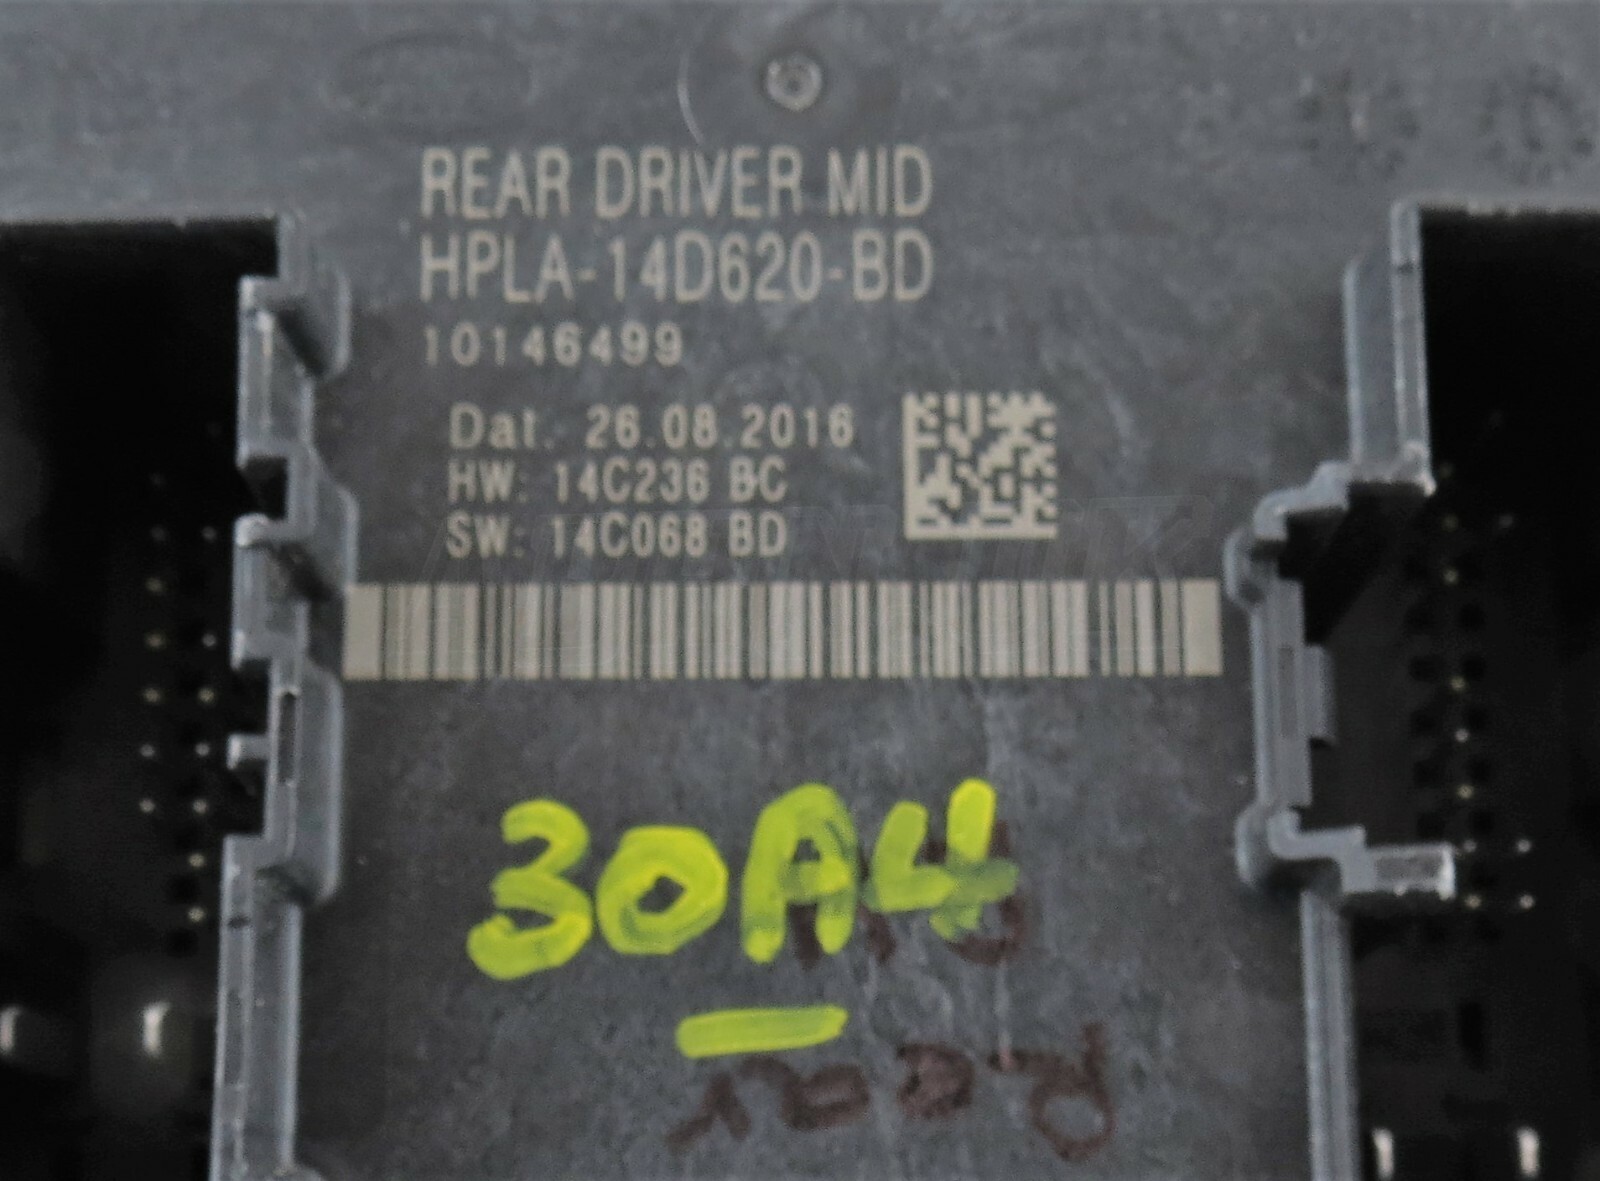 REAR DRIVER MID
HPLA-14D620-BD
10146499
Dat. 26.08.2016
HW: 14C236 BC
SW: 14C068 BD
30A4